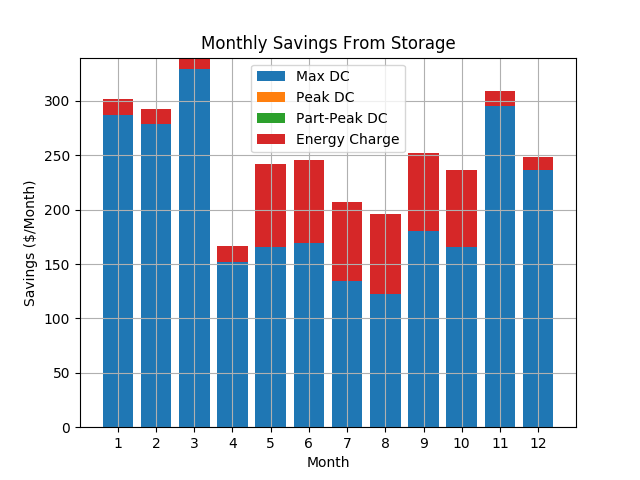 Monthly Savings From Storage
Max DC
Peak DC
Part-Peak DC
Energy Charge
300
250
200
150
100
50
0
Savings ($/Month)
1 2 3 4 5 6 7 8 9 10 11 12
Month